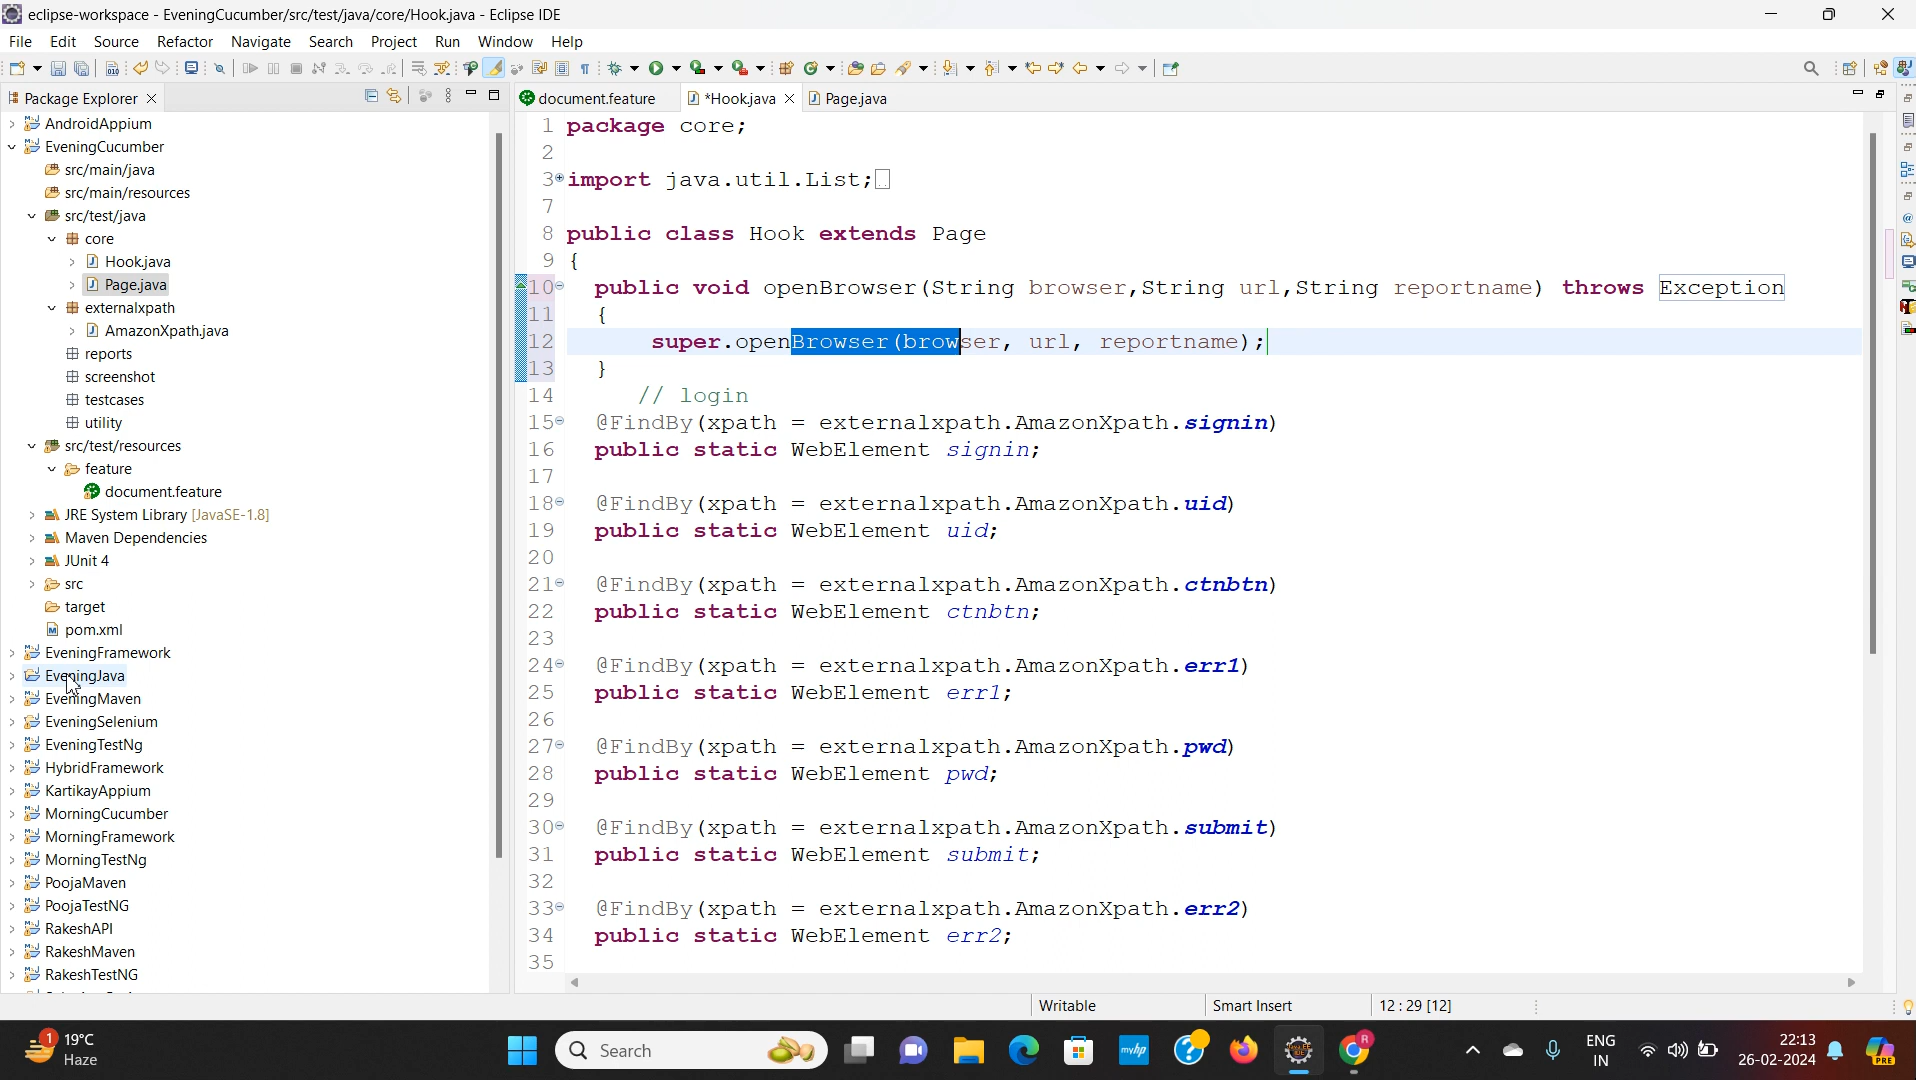 eclipse-workspace - EveningCucumber/src/test/java/core/Hook.java - Eclipse IDE
File Edit Source Refactor Navigate Search Project Run Window Help
Package Explorer
document.feature
*Hook.java
Page.java
AndroidAppium
EveningCucumber
src/main/java
src/main/resources
src/test/java
core
Hook.java
Page.java
externalxpath
AmazonXpath.java
reports
screenshot
testcases
utility
src/test/resources
feature
document.feature
JRE System Library [JavaSE-1.8]
Maven Dependencies
JUnit 4
src
target
pom.xml
EveningFramework
EveningJava
EveningMaven
EveningSelenium
EveningTestNg
HybridFramework
KartikayAppium
MorningCucumber
MorningFramework
MorningTestNg
PoojaMaven
PoojaTestNG
RakeshAPI
RakeshMaven
RakeshTestNG
1 package core;
2
3 import java.util.List;
7
8 public class Hook extends Page
9 {
10 public void openBrowser(String browser,String url,String reportname) throws Exception
11 {
12 super.openBrowser(browser, url, reportname);
13 }
14 // login
15 @FindBy(xpath = externalxpath.AmazonXpath.signin)
16 public static WebElement signin;
17
18 @FindBy(xpath = externalxpath.AmazonXpath.uid)
19 public static WebElement uid;
20
21 @FindBy(xpath = externalxpath.AmazonXpath.ctnbtn)
22 public static WebElement ctnbtn;
23
24 @FindBy(xpath = externalxpath.AmazonXpath.err1)
25 public static WebElement err1;
26
27 @FindBy(xpath = externalxpath.AmazonXpath.pwd)
28 public static WebElement pwd;
29
30 @FindBy(xpath = externalxpath.AmazonXpath.submit)
31 public static WebElement submit;
32
33 @FindBy(xpath = externalxpath.AmazonXpath.err2)
34 public static WebElement err2;
35
Writable Smart Insert 12 : 29 [12]
1
19°C
Haze
Search
myhp
R
ENG
IN
22:13
26-02-2024
PRE